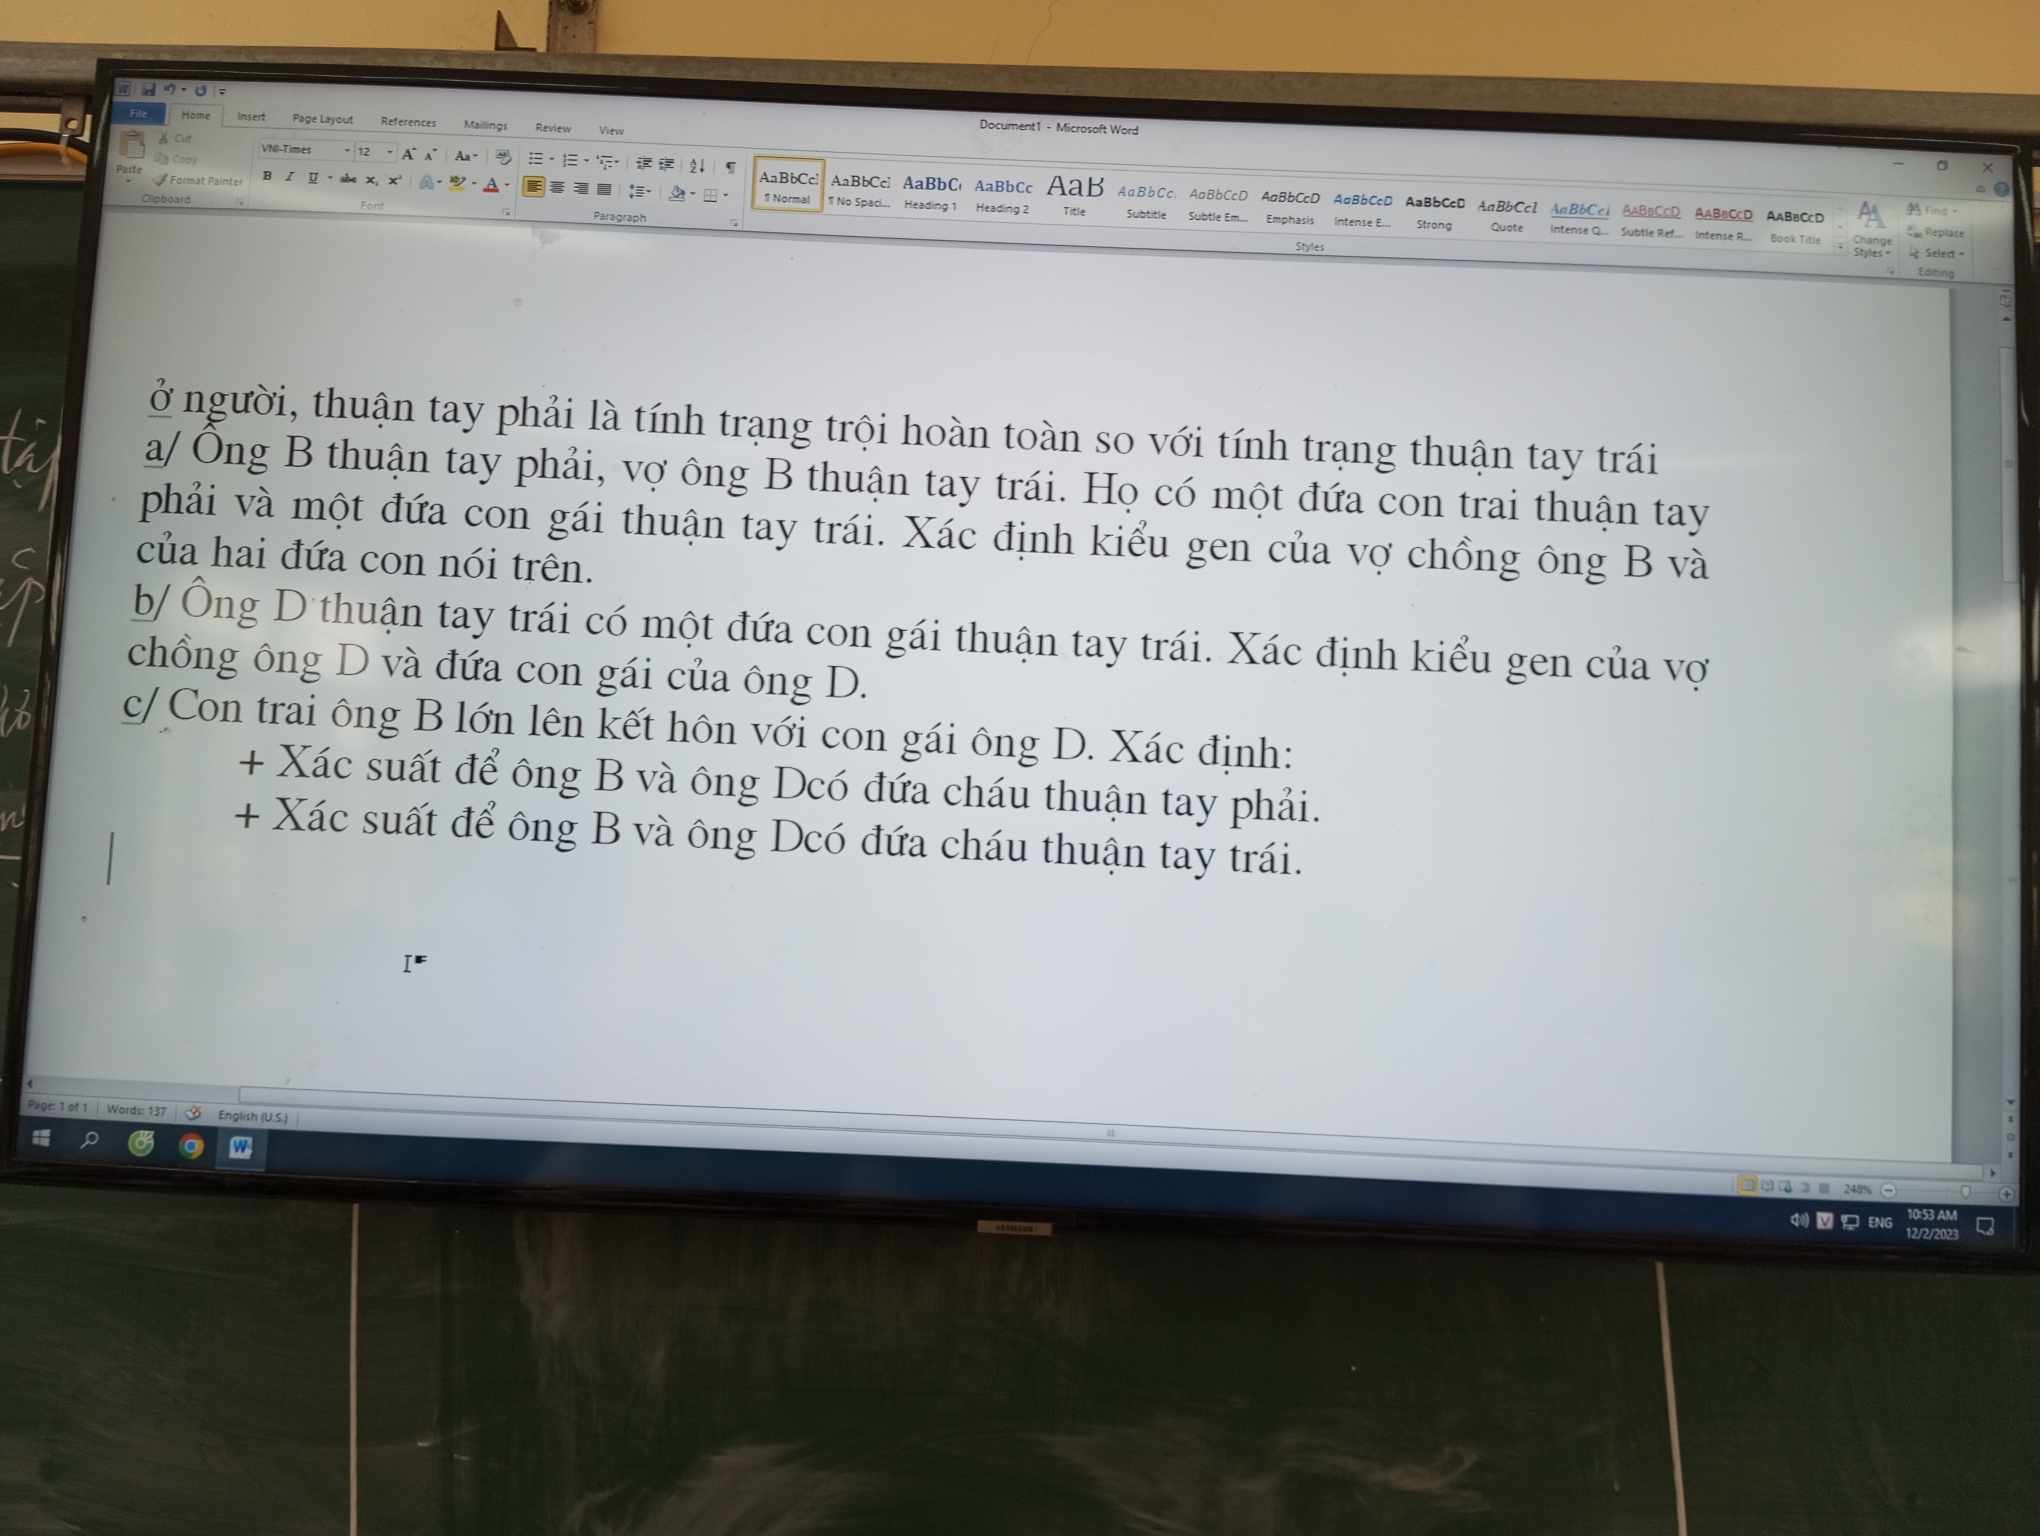 Document1 - Microsoft Word
File Home Insert Page Layout References Mailings Review View
Cut
Copy
Format Painter
Paste
Clipboard
VNI-Times 12
Font
Paragraph
AaBbCcI AaBbCcI AaBbC AaBbCc AaB AaBbCc. AaBbCcD AaBbCcD AaBbCcD AaBbCcD AaBbCcI AaBbCcI AABBCCD AABBCCD AABBCCD
¶ Normal ¶ No Spaci... Heading 1 Heading 2 Title Subtitle Subtle Em... Emphasis Intense E... Strong Quote Intense Q... Subtle Ref... Intense R... Book Title
Styles
Change Styles
Find
Replace
Select
Editing
ở người, thuận tay phải là tính trạng trội hoàn toàn so với tính trạng thuận tay trái
a/ Ông B thuận tay phải, vợ ông B thuận tay trái. Họ có một đứa con trai thuận tay
phải và một đứa con gái thuận tay trái. Xác định kiểu gen của vợ chồng ông B và
của hai đứa con nói trên.
b/ Ông D thuận tay trái có một đứa con gái thuận tay trái. Xác định kiểu gen của vợ
chồng ông D và đứa con gái của ông D.
c/ Con trai ông B lớn lên kết hôn với con gái ông D. Xác định:
+ Xác suất để ông B và ông Dcó đứa cháu thuận tay phải.
+ Xác suất để ông B và ông Dcó đứa cháu thuận tay trái.
Page: 1 of 1 Words: 137 English (U.S.)
248%
ENG
10:53 AM
12/2/2023